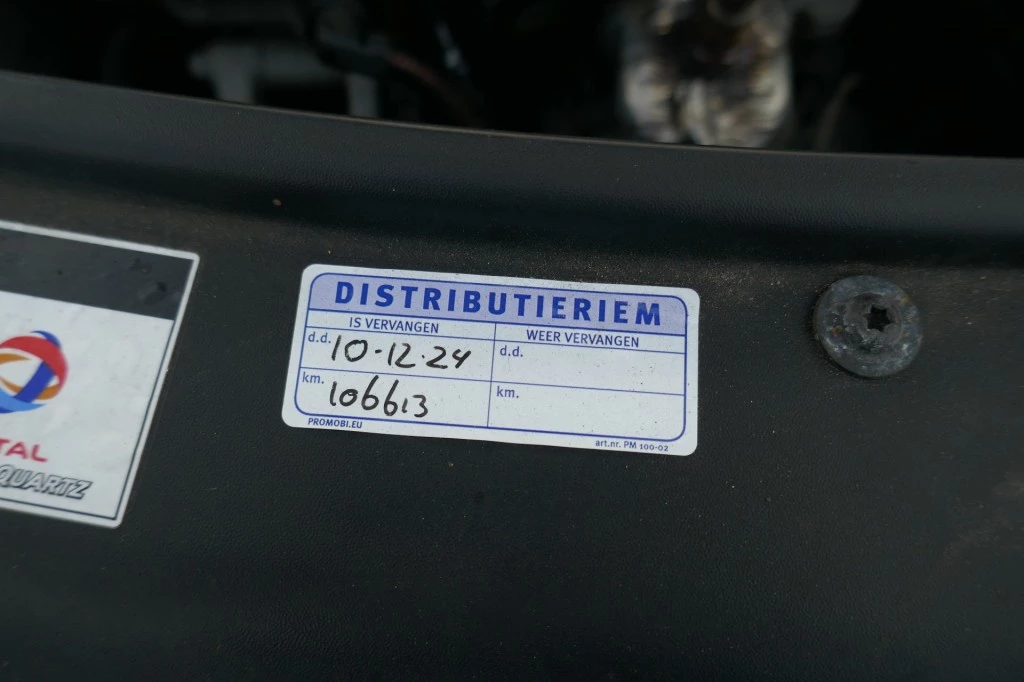 DISTRIBUTIERIEM
IS VERVANGEN
WEER VERVANGEN
d.d. 10-12-24
d.d.
km. 106613
km.
PROMOBI.EU
art.nr. PM 100-02
TAL
QUARTZ